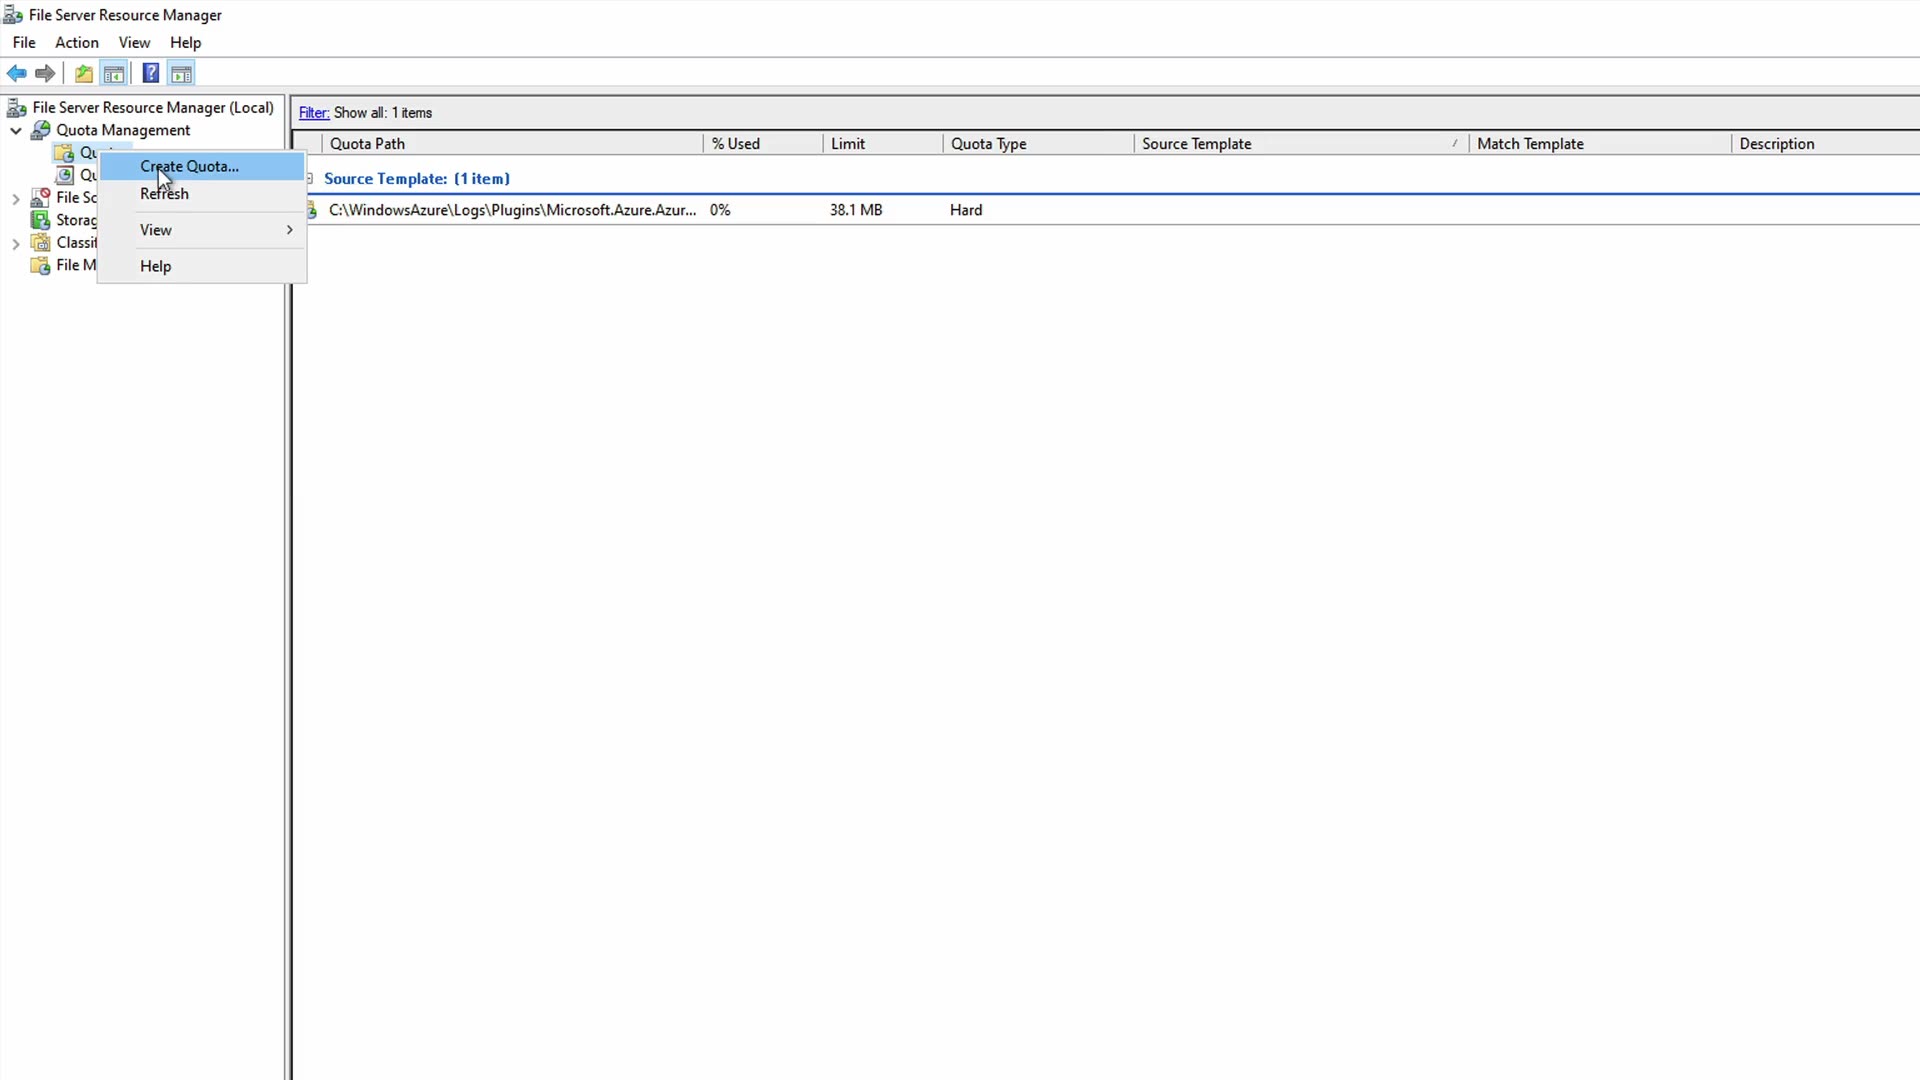 File Server Resource Manager
File Action View Help
File Server Resource Manager (Local)
Quota Management
Create Quota...
Refresh
View
Help
Filter: Show all: 1 items
Quota Path % Used Limit Quota Type Source Template Match Template Description
Source Template: (1 item)
C:\WindowsAzure\Logs\Plugins\Microsoft.Azure.Azur... 0% 38.1 MB Hard
Qu
File Sc
Storag
Classif
File M